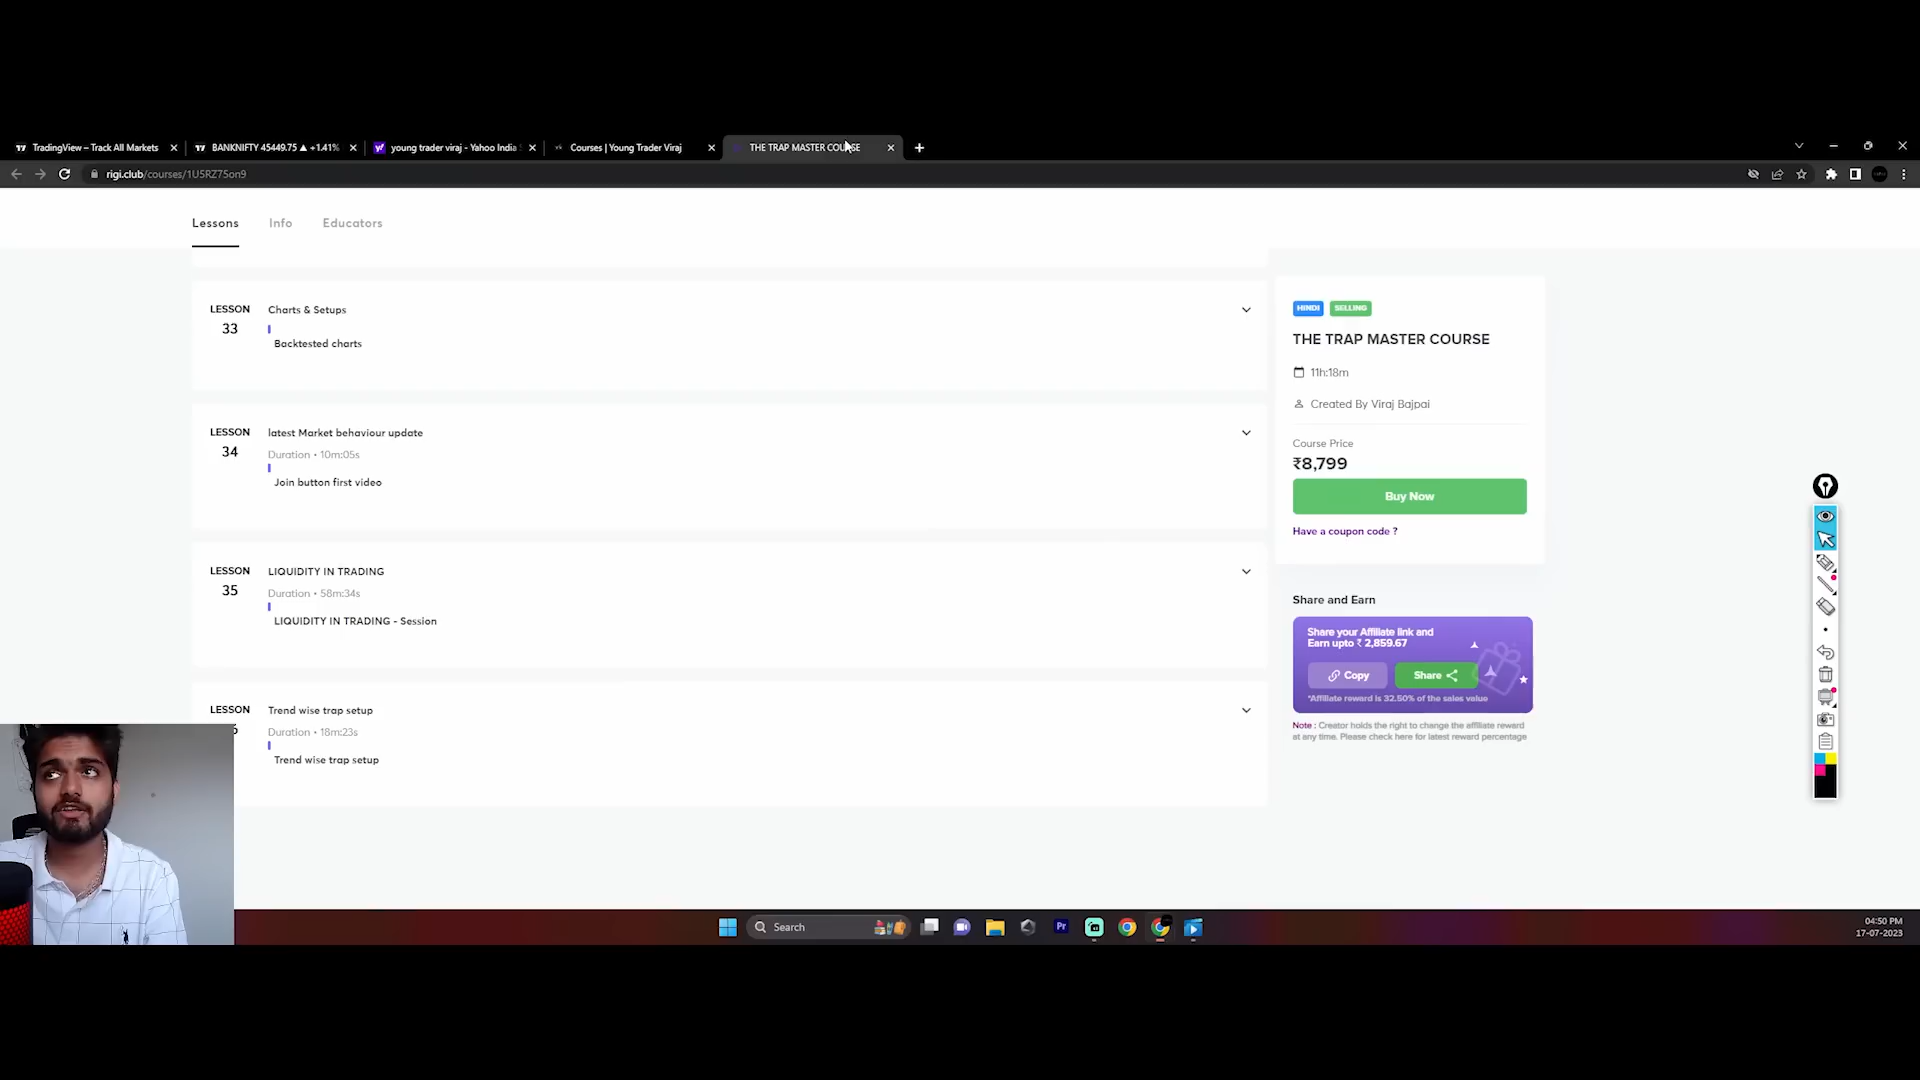 TradingView – Track All Markets
BANKNIFTY 45449.75 ▲ +1.41%
young trader viraj - Yahoo India
Courses | Young Trader Viraj
THE TRAP MASTER COURSE
rigi.club/courses/1U5RZ7Son9
Lessons
Info
Educators
LESSON
33
Charts & Setups
Backtested charts
LESSON
34
latest Market behaviour update
Duration • 10m:05s
Join button first video
LESSON
35
LIQUIDITY IN TRADING
Duration • 58m:34s
LIQUIDITY IN TRADING - Session
LESSON
Trend wise trap setup
Duration • 18m:23s
Trend wise trap setup
HINDI
SELLING
THE TRAP MASTER COURSE
11h:18m
Created By Viraj Bajpai
Course Price
₹8,799
Buy Now
Have a coupon code ?
Share and Earn
Share your Affiliate link and
Earn upto ₹ 2,859.67
Copy
Share
*Affiliate reward is 32.50% of the sales value
Note : Creator holds the right to change the affiliate reward
at any time. Please check here for latest reward percentage
Search
Pr
04:50 PM
17-07-2023